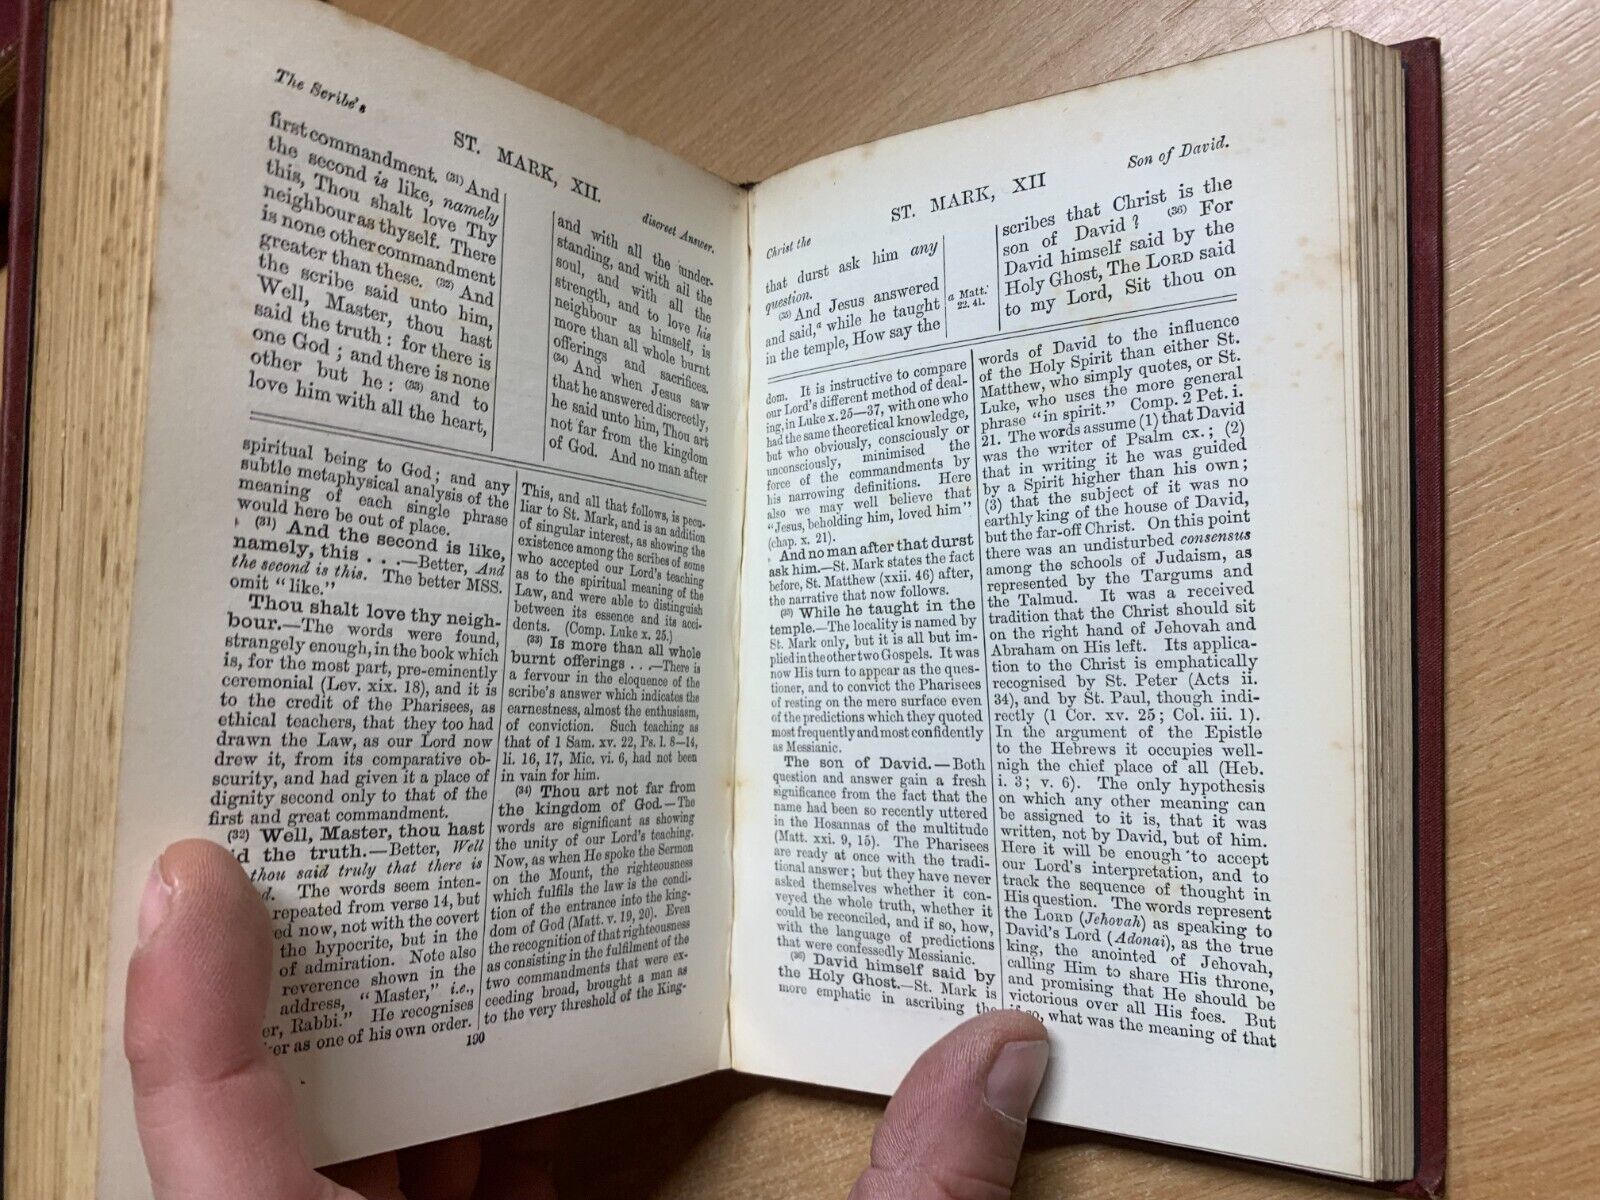 The Scribe's
ST. MARK, XII.
discreet Answer.
first commandment. (31) And
the second is like, namely
this, Thou shalt love Thy
neighbour as thyself. There
is none other commandment
greater than these. (32) And
the scribe said unto him,
Well, Master, thou hast
said the truth: for there is
one God; and there is none
other but he: (33) and to
love him with all the heart,
and with all the under-
standing, and with all the
soul, and with all the
strength, and to love his
neighbour as himself, is
more than all whole burnt
offerings and sacrifices.
(34) And when Jesus saw
that he answered discreetly,
he said unto him, Thou art
not far from the kingdom
of God. And no man after
spiritual being to God; and any
subtle metaphysical analysis of the
meaning of each single phrase
would here be out of place.
(31) And the second is like,
namely, this . . .—Better, And
the second is this. The better MSS.
omit "like."
Thou shalt love thy neigh-
bour.—The words were found,
strangely enough, in the book which
is, for the most part, pre-eminently
ceremonial (Lev. xix. 18), and it is
to the credit of the Pharisees, as
ethical teachers, that they too had
drawn the Law, as our Lord now
drew it, from its comparative ob-
scurity, and had given it a place of
dignity second only to that of the
first and great commandment.
(32) Well, Master, thou hast
the truth.—Better, Well
thou said truly that there is
The words seem inten-
repeated from verse 14, but
now, not with the covert
the hypocrite, but in the
of admiration. Note also
reverence shown in the
address, "Master," i.e.,
Rabbi." He recognises
as one of his own order.
This, and all that follows, is pecu-
liar to St. Mark, and is an addition
of singular interest, as showing the
existence among the scribes of some
who accepted our Lord's teaching
as to the spiritual meaning of the
Law, and were able to distinguish
between its essence and its acci-
dents. (Comp. Luke x. 25.)
(33) Is more than all whole
burnt offerings . . .—There is
a fervour in the eloquence of the
scribe's answer which indicates the
earnestness, almost the enthusiasm,
of conviction. Such teaching as
that of 1 Sam. xv. 22, Ps. l. 8—14,
li. 16, 17, Mic. vi. 6, had not been
in vain for him.
(34) Thou art not far from
the kingdom of God.—The
words are significant as showing
the unity of our Lord's teaching.
Now, as when He spoke the Sermon
on the Mount, the righteousness
which fulfils the law is the condi-
tion of the entrance into the king-
dom of God (Matt. v. 19, 20). Even
the recognition of that righteousness
as consisting in the fulfilment of the
two commandments that were ex-
ceeding broad, brought a man as
to the very threshold of the King-
190
Christ the
ST. MARK, XII
Son of David.
that durst ask him any
question.
(35) And Jesus answered
and said,a while he taught
in the temple, How say the
a Matt.
22. 41.
scribes that Christ is the
son of David? (36) For
David himself said by the
Holy Ghost, The LORD said
to my Lord, Sit thou on
dom. It is instructive to compare
our Lord's different method of deal-
ing, in Luke x. 25—37, with one who
had the same theoretical knowledge,
but who obviously, consciously or
unconsciously, minimised the
force of the commandments by
his narrowing definitions. Here
also we may well believe that
"Jesus, beholding him, loved him"
(chap. x. 21).
And no man after that durst
ask him.—St. Mark states the fact
before, St. Matthew (xxii. 46) after,
the narrative that now follows.
(35) While he taught in the
temple.—The locality is named by
St. Mark only, but it is all but im-
plied in the other two Gospels. It was
now His turn to appear as the ques-
tioner, and to convict the Pharisees
of resting on the mere surface even
of the predictions which they quoted
most frequently and most confidently
as Messianic.
The son of David.—Both
question and answer gain a fresh
significance from the fact that the
name had been so recently uttered
in the Hosannas of the multitude
(Matt. xxi. 9, 15). The Pharisees
are ready at once with the tradi-
tional answer; but they have never
asked themselves whether it con-
veyed the whole truth, whether it
could be reconciled, and if so, how,
with the language of predictions
that were confessedly Messianic.
(36) David himself said by
the Holy Ghost.—St. Mark is
more emphatic in ascribing the
words of David to the influence
of the Holy Spirit than either St.
Matthew, who simply quotes, or St.
Luke, who uses the more general
phrase "in spirit." Comp. 2 Pet. i.
21. The words assume (1) that David
was the writer of Psalm cx.; (2)
that in writing it he was guided
by a Spirit higher than his own;
(3) that the subject of it was no
earthly king of the house of David,
but the far-off Christ. On this point
there was an undisturbed consensus
among the schools of Judaism, as
represented by the Targums and
the Talmud. It was a received
tradition that the Christ should sit
on the right hand of Jehovah and
Abraham on His left. Its applica-
tion to the Christ is emphatically
recognised by St. Peter (Acts ii.
34), and by St. Paul, though indi-
rectly (1 Cor. xv. 25; Col. iii. 1).
In the argument of the Epistle
to the Hebrews it occupies well-
nigh the chief place of all (Heb.
i. 3; v. 6). The only hypothesis
on which any other meaning can
be assigned to it is, that it was
written, not by David, but of him.
Here it will be enough to accept
our Lord's interpretation, and to
track the sequence of thought in
His question. The words represent
the LORD (Jehovah) as speaking to
David's Lord (Adonai), as the true
king, the anointed of Jehovah,
calling Him to share His throne,
and promising that He should be
victorious over all His foes. But
if so, what was the meaning of that